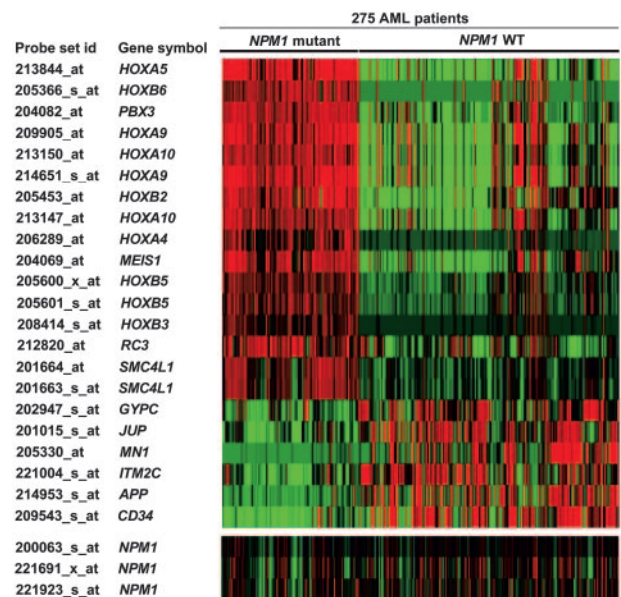 275 AML patients
Probe set id Gene symbol NPM1 mutant NPM1 WT
213844_at HOXA5
205366_s_at HOXB6
204082_at PBX3
209905_at HOXA9
213150_at HOXA10
214651_s_at HOXA9
205453_at HOXB2
213147_at HOXA10
206289_at HOXA4
204069_at MEIS1
205600_x_at HOXB5
205601_s_at HOXB5
208414_s_at HOXB3
212820_at RC3
201664_at SMC4L1
201663_s_at SMC4L1
202947_s_at GYPC
201015_s_at JUP
205330_at MN1
221004_s_at ITM2C
214953_s_at APP
209543_s_at CD34
200063_s_at NPM1
221691_x_at NPM1
221923_s_at NPM1